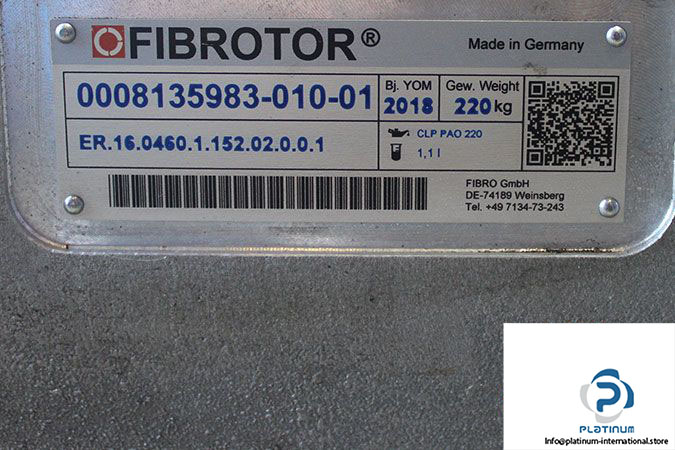 FIBROTOR®
Made in Germany
0008135983-010-01
Bj. YOM
2018
Gew. Weight
220 kg
ER.16.0460.1.152.02.0.0.1
CLP PAO 220
1,1 l
FIBRO GmbH
DE-74189 Weinsberg
Tel. +49 7134-73-243
PLATINUM
Info@platinum-international.store